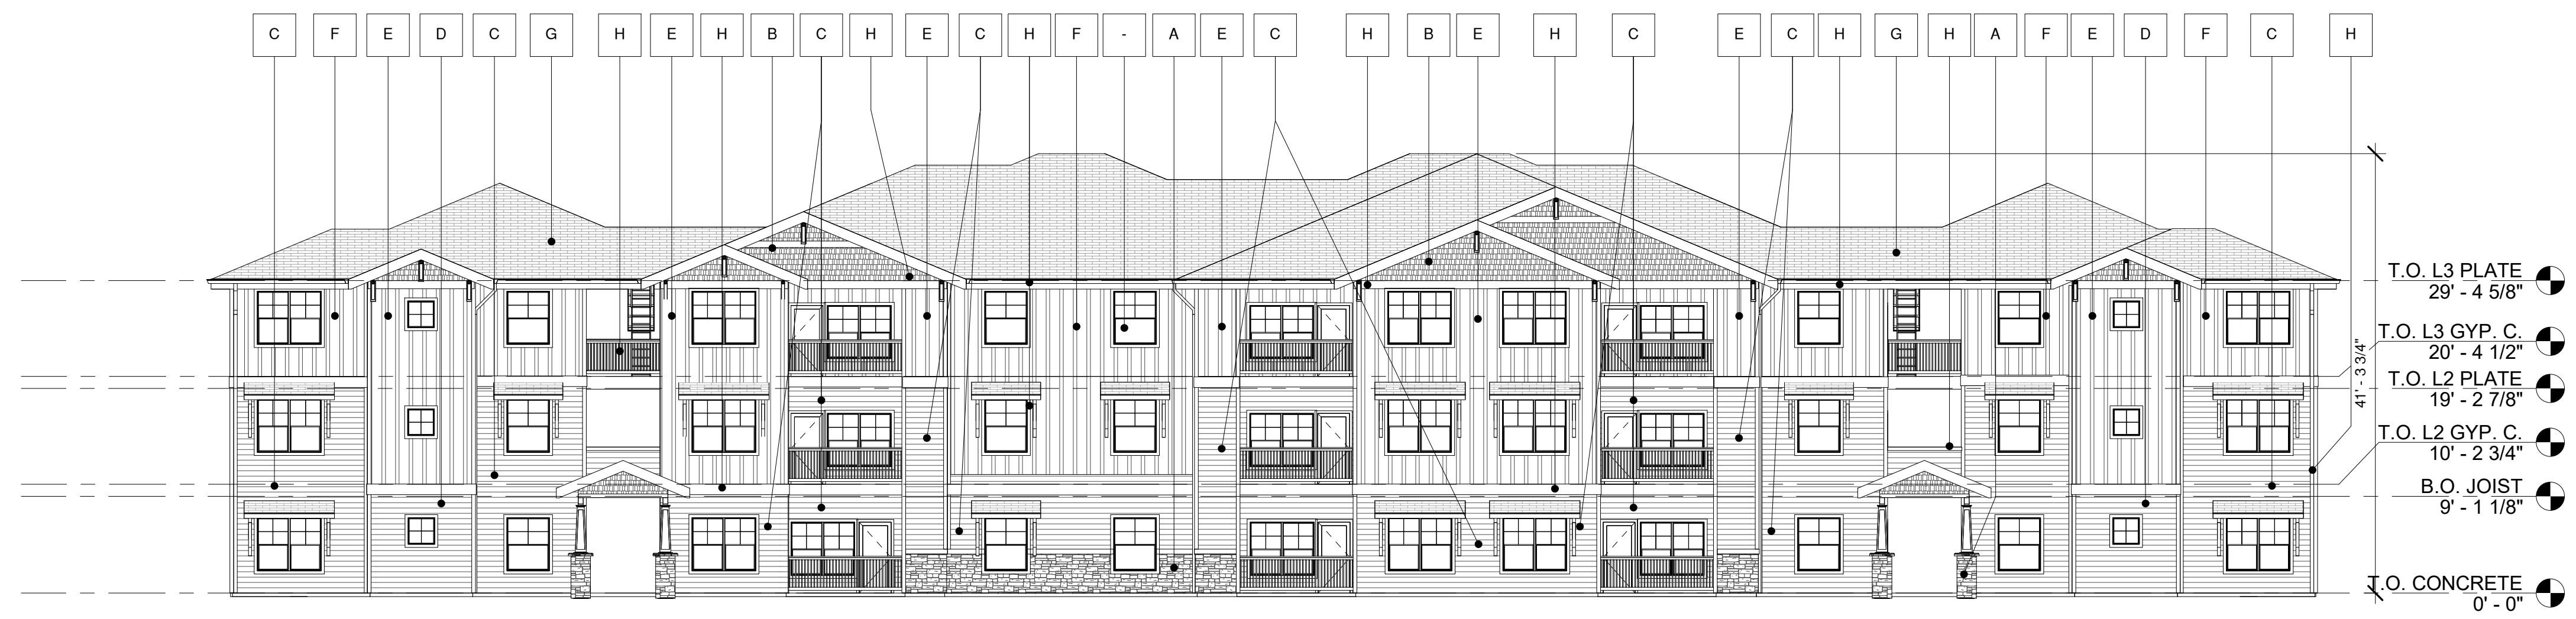 C F E D C G H E H B C H E C H F - A E C H B E H C E C H G H A F E D F C H
T.O. L3 PLATE
29' - 4 5/8"
T.O. L3 GYP. C.
20' - 4 1/2"
41' - 3 3/4"
T.O. L2 PLATE
19' - 2 7/8"
T.O. L2 GYP. C.
10' - 2 3/4"
B.O. JOIST
9' - 1 1/8"
T.O. CONCRETE
0' - 0"